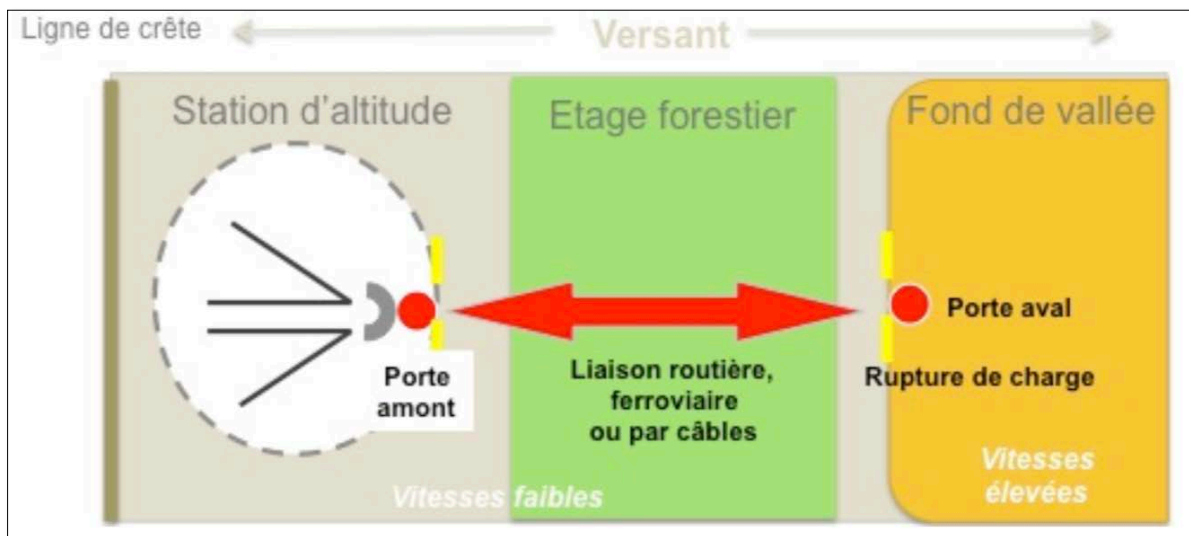 Ligne de crête
Versant
Station d'altitude
Etage forestier
Fond de vallée
Porte
amont
Liaison routière,
ferroviaire
ou par câbles
Porte aval
Rupture de charge
Vitesses faibles
Vitesses
élevées